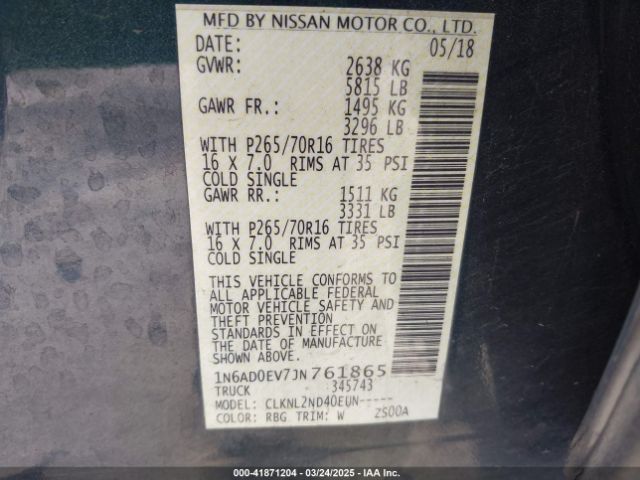 MFD BY NISSAN MOTOR CO., LTD.
DATE: 05/18
GVWR: 2638 KG
5815 LB
GAWR FR.: 1495 KG
3296 LB
WITH P265/70R16 TIRES
16 X 7.0 RIMS AT 35 PSI
COLD SINGLE
GAWR RR.: 1511 KG
3331 LB
WITH P265/70R16 TIRES
16 X 7.0 RIMS AT 35 PSI
COLD SINGLE
THIS VEHICLE CONFORMS TO
ALL APPLICABLE FEDERAL
MOTOR VEHICLE SAFETY AND
THEFT PREVENTION
STANDARDS IN EFFECT ON
THE DATE OF MANUFACTURE
SHOWN ABOVE.
1N6AD0EV7JN761865
TRUCK 345743
MODEL: CLKNL2ND40EUN-----
COLOR: RBG TRIM: W ZS00A
000-41871204 - 03/24/2025 - IAA Inc.